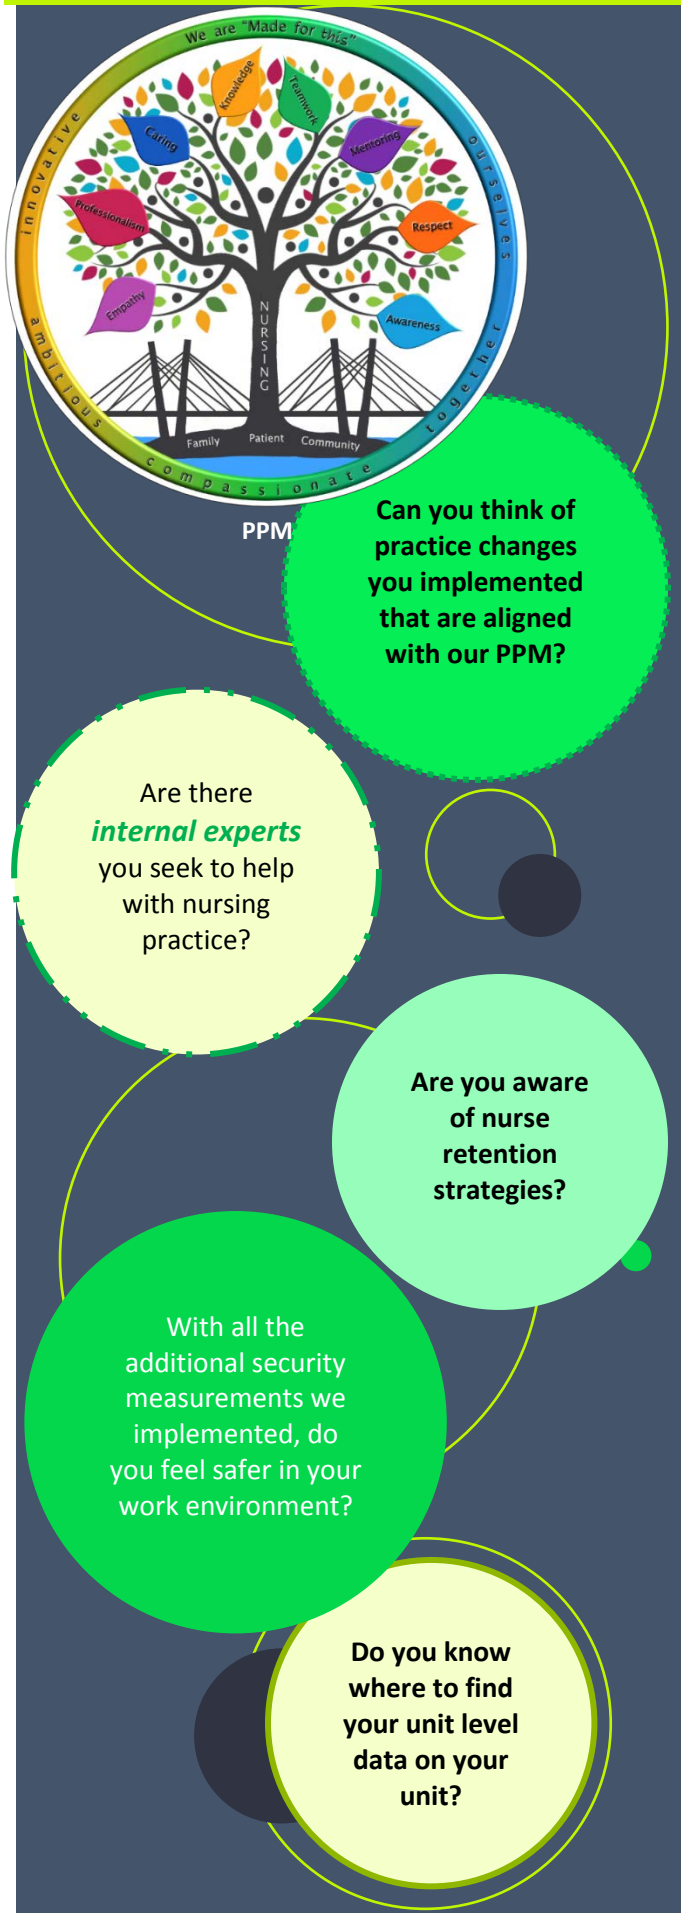 We are "Made for this"
innovative
ourselves
ambitious
together
compassionate
Knowledge
Teamwork
Caring
Mentoring
Professionalism
Respect
Empathy
Awareness
NURSING
Family Patient Community
PPM
Can you think of
practice changes
you implemented
that are aligned
with our PPM?
Are there
internal experts
you seek to help
with nursing
practice?
Are you aware
of nurse
retention
strategies?
With all the
additional security
measurements we
implemented, do
you feel safer in your
work environment?
Do you know
where to find
your unit level
data on your
unit?